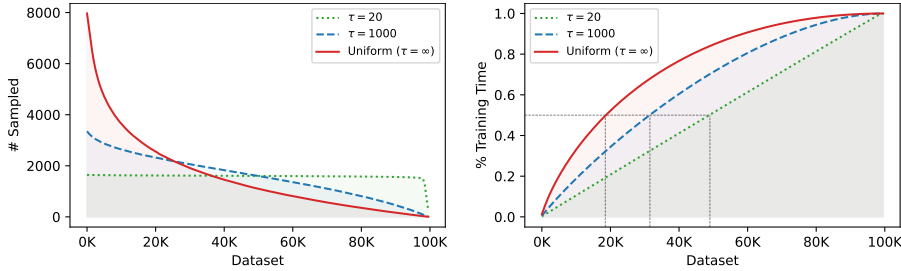 8000
6000
4000
2000
0
# Sampled
τ = 20
τ = 1000
Uniform (τ = ∞)
0K 20K 40K 60K 80K 100K
Dataset
1.0
0.8
0.6
0.4
0.2
0.0
% Training Time
τ = 20
τ = 1000
Uniform (τ = ∞)
0K 20K 40K 60K 80K 100K
Dataset